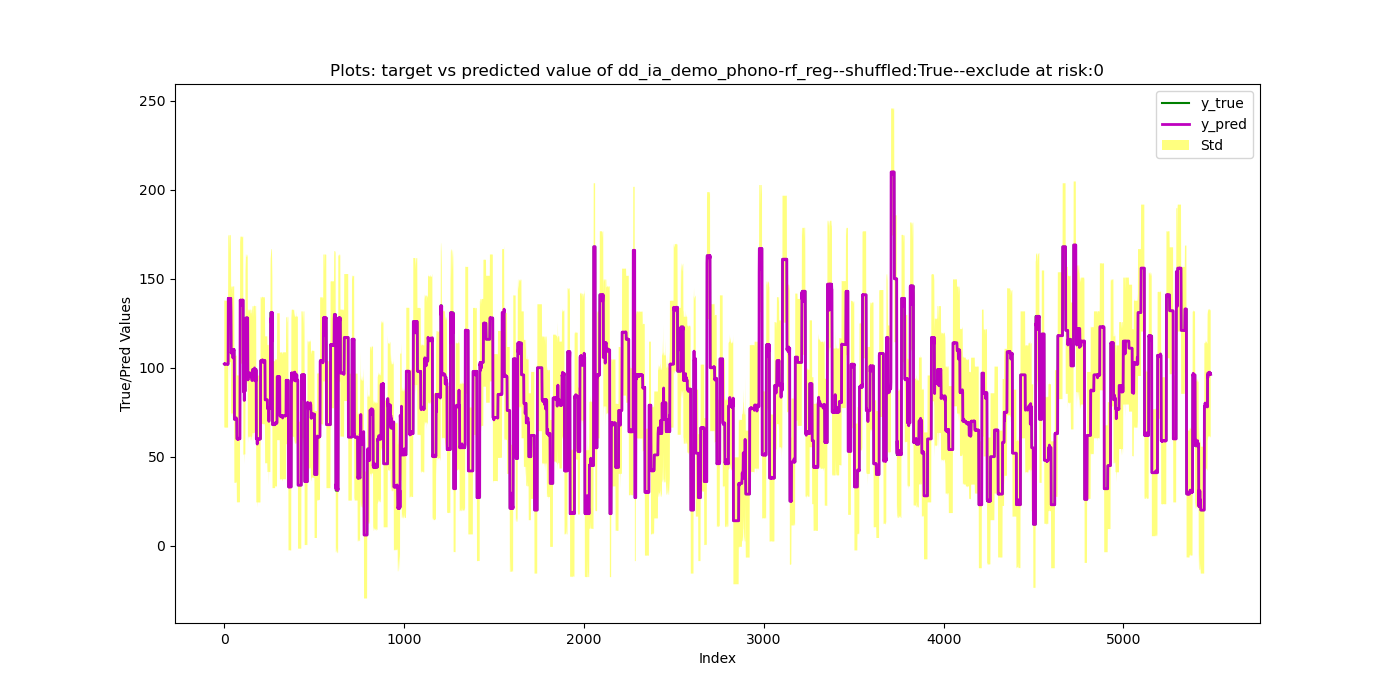 Plots: target vs predicted value of dd_ia_demo_phono-rf_reg--shuffled:True--exclude at risk:0
y_true
y_pred
Std
True/Pred Values
250
200
150
100
50
0
0 1000 2000 3000 4000 5000
Index